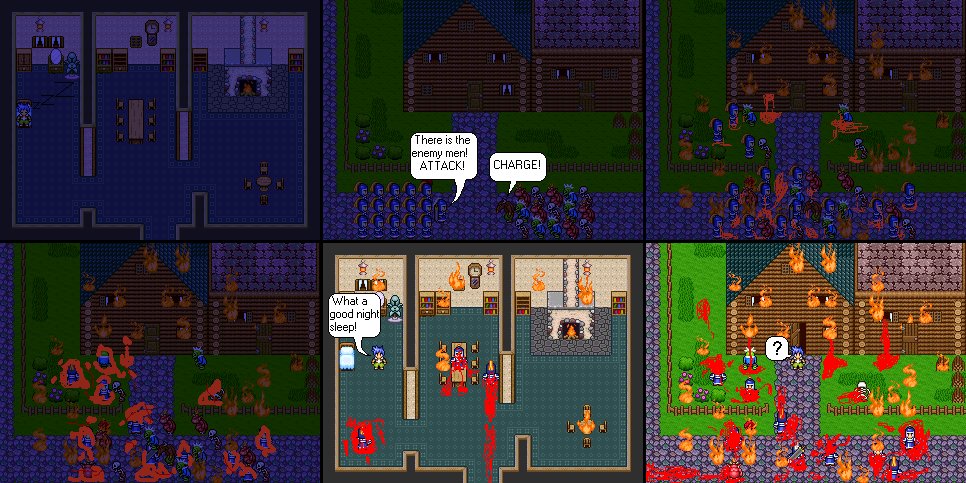 There is the
enemy men!
ATTACK!
CHARGE!
What a
good night
sleep!
?